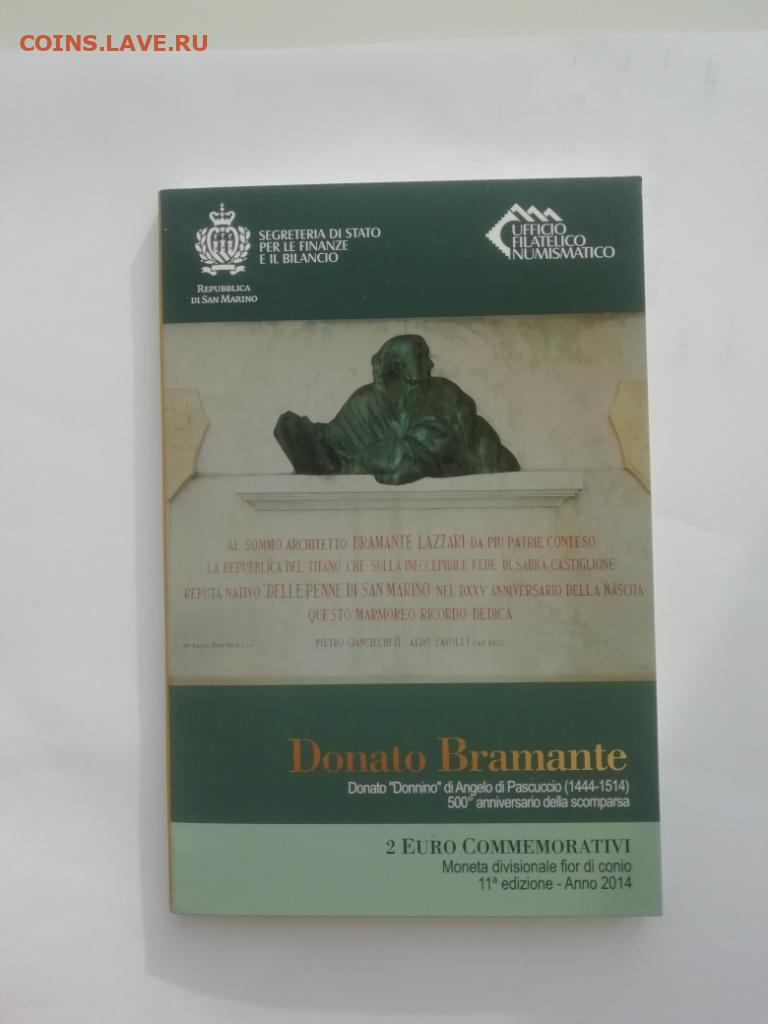 COINS.LAVE.RU
SEGRETERIA DI STATO
PER LE FINANZE
E IL BILANCIO
REPUBBLICA
DI SAN MARINO
UFFICIO
FILATELICO
NUMISMATICO
AL SOMMO ARCHITETTO BRAMANTE LAZZARI DA PIU PATRIE CONTESO
LA REPUBBLICA DEL TITANO CHE SULLA INECCEPIBILE FEDE DI SABBA CASTIGLIONE
REPUTA NATIVO DELLE PENNE DI SAN MARINO NEL DXXV ANNIVERSARIO DELLA NASCITA
QUESTO MARMOREO RICORDO DEDICA
PIETRO GIANCECCHI II - ALDO ZAVOLI I CAP. REGG.
Donato Bramante
Donato "Donnino" di Angelo di Pascuccio (1444-1514)
500° anniversario della scomparsa
2 EURO COMMEMORATIVI
Moneta divisionale fior di conio
11ª edizione - Anno 2014